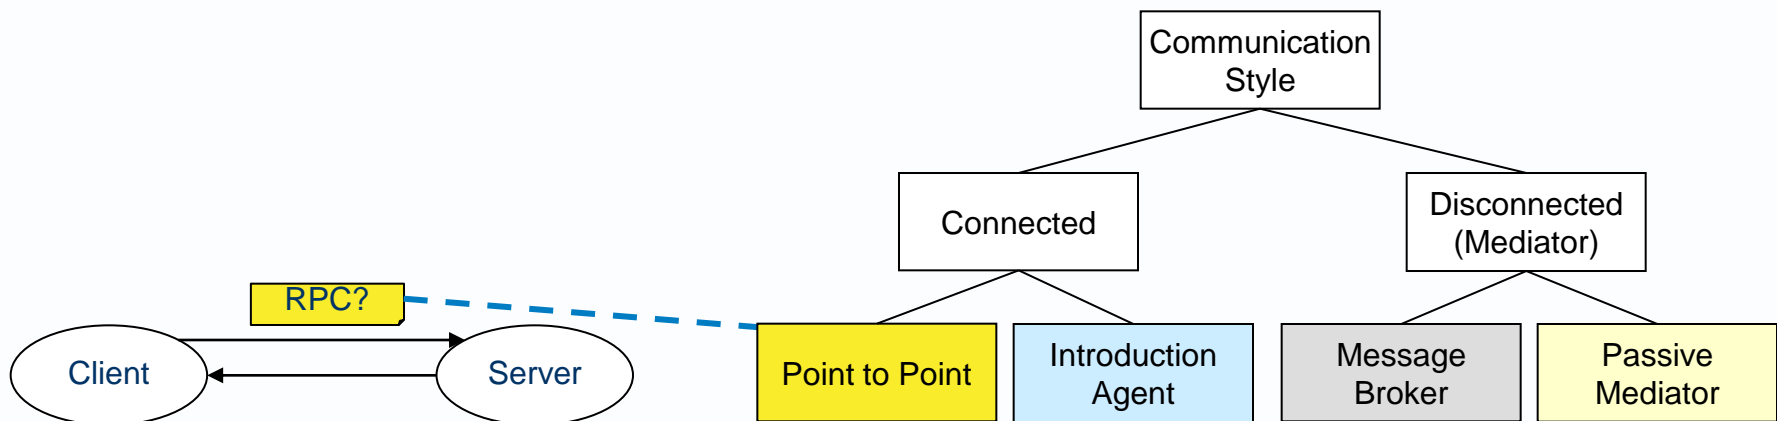 Communication
Style
Connected
Disconnected
(Mediator)
RPC?
Client
Server
Point to Point
Introduction
Agent
Message
Broker
Passive
Mediator